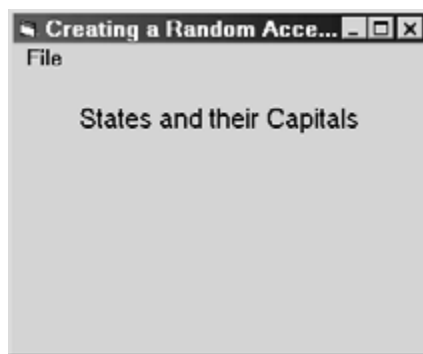 Creating a Random Acce...
File
States and their Capitals